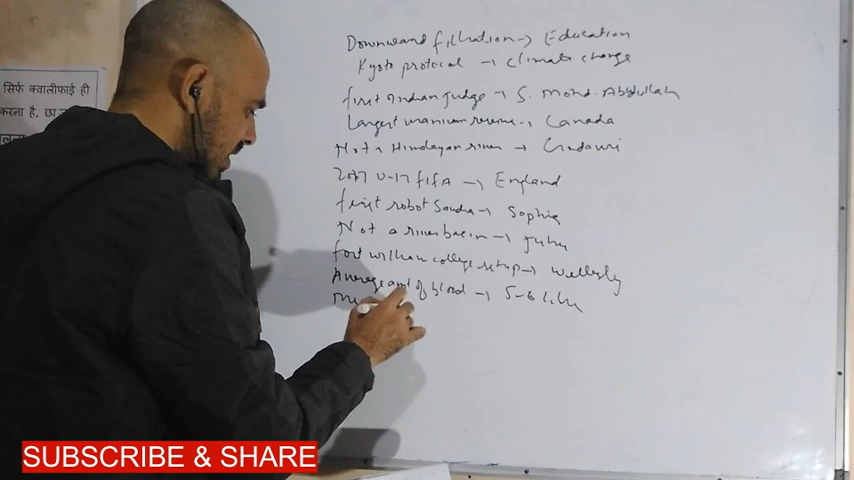 सिर्फ क्वालीफाई ही
करना है,
Downward filtration → Education
Kyoto protocol → climate change
first Indian judge → S. Mohd. Abdullah
Largest uranium reserve → Canada
Not a Himalayan river → Godavri
2017 U-17 fifA → England
first robot Saudia → Sophia
Not a river basin →
fort william college setup → Wellesly
Average amt of blood → 5-6 litre
SUBSCRIBE & SHARE